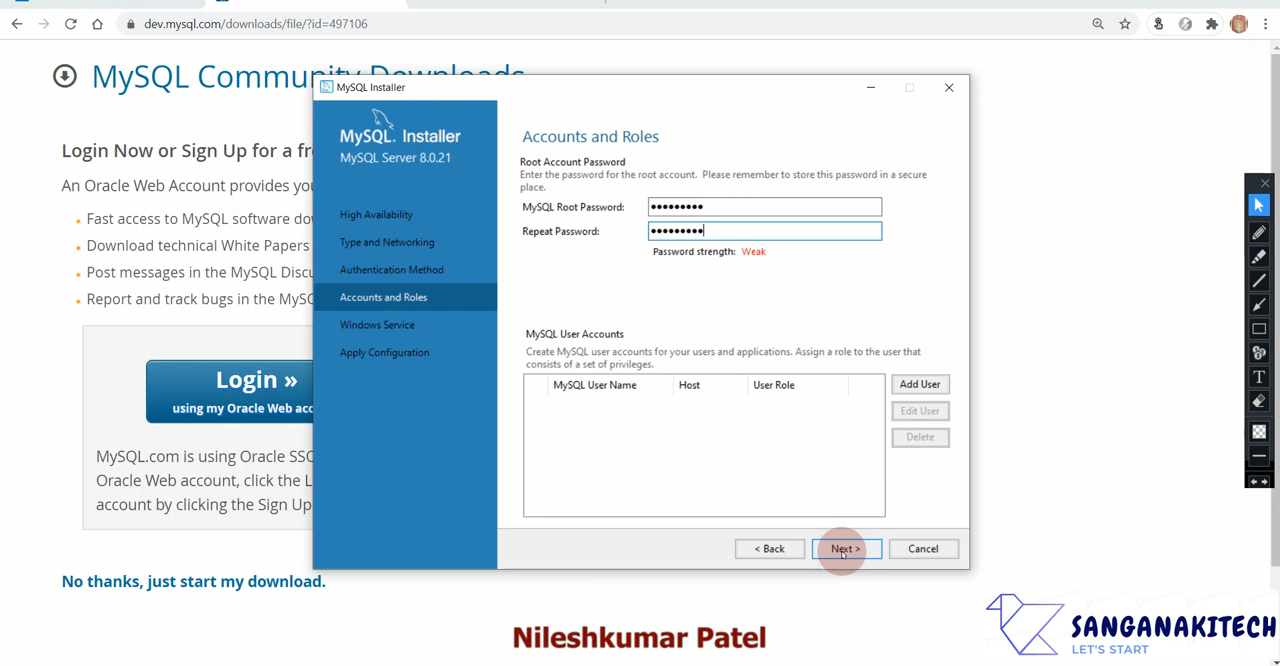 dev.mysql.com/downloads/file/?id=497106
MySQL Community Downloads
Login Now or Sign Up for a fr
An Oracle Web Account provides you
Fast access to MySQL software do
Download technical White Papers
Post messages in the MySQL Discu
Report and track bugs in the MySQ
Login »
using my Oracle Web acc
MySQL.com is using Oracle SSO
Oracle Web account, click the L
account by clicking the Sign Up
No thanks, just start my download.
MySQL Installer
MySQL. Installer
MySQL Server 8.0.21
High Availability
Type and Networking
Authentication Method
Accounts and Roles
Windows Service
Apply Configuration
Accounts and Roles
Root Account Password
Enter the password for the root account. Please remember to store this password in a secure
place.
MySQL Root Password: ●●●●●●●●●
Repeat Password: ●●●●●●●●●
Password strength: Weak
MySQL User Accounts
Create MySQL user accounts for your users and applications. Assign a role to the user that
consists of a set of privileges.
MySQL User Name Host User Role
Add User
Edit User
Delete
< Back Next > Cancel
T
Nileshkumar Patel
SANGANAKITECH
LET'S START